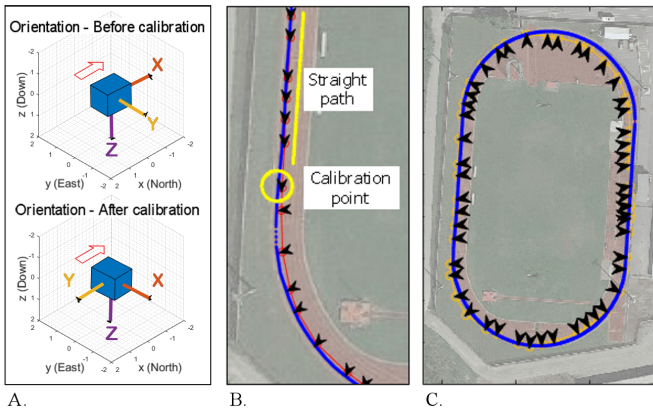 Orientation - Before calibration
X
Y
Z
z (Down)
-2
-1
0
1
2
2
1
0
-1
-2
2
1
0
-1
-2
y (East)
x (North)
Orientation - After calibration
Y
X
Z
z (Down)
-2
-1
0
1
2
2
1
0
-1
-2
2
1
0
-1
-2
y (East)
x (North)
A.
Straight
path
Calibration
point
B.
C.